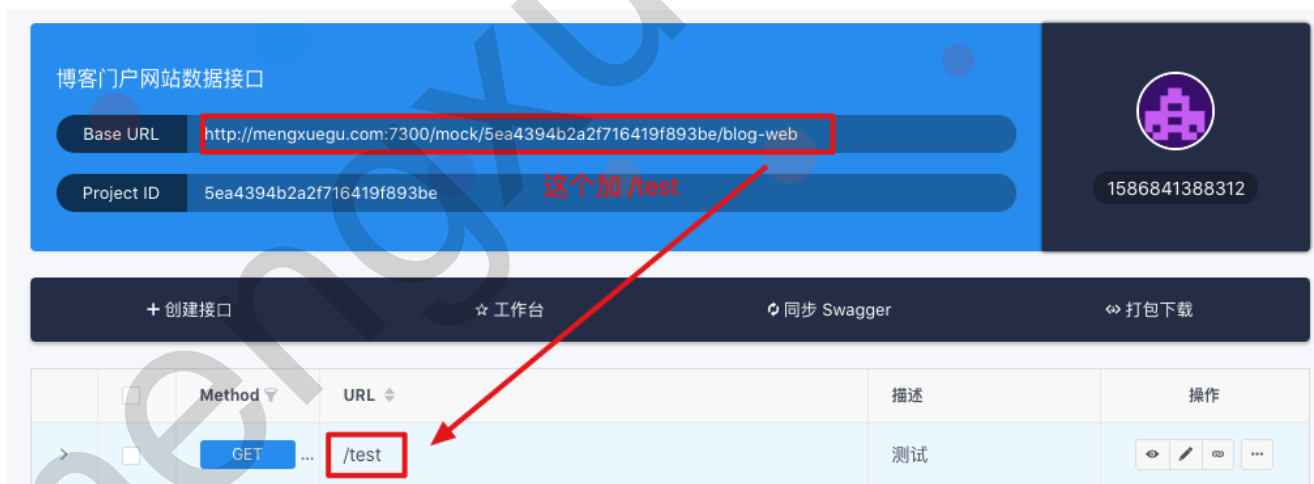 博客门户网站数据接口
Base URL http://mengxuegu.com:7300/mock/5ea4394b2a2f716419f893be/blog-web
Project ID 5ea4394b2a2f716419f893be 这个加 /test
1586841388312
创建接口 工作台 同步 Swagger 打包下载
Method URL 描述 操作
GET ... /test 测试
mengxu